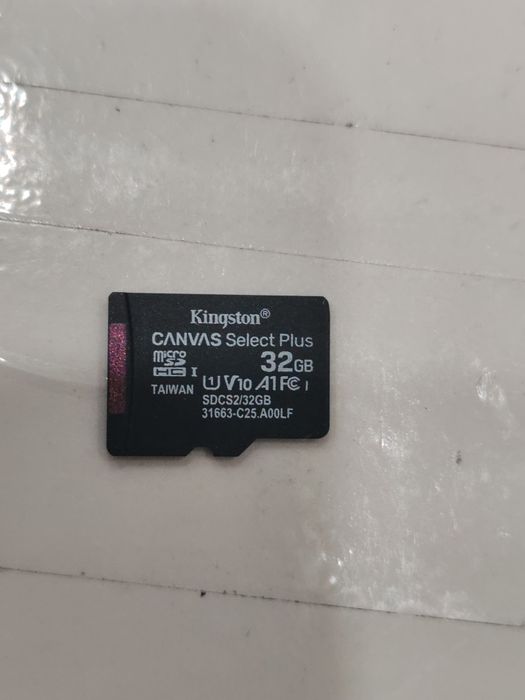 Kingston®
CANVAS Select Plus
micro SD HC I 32GB
TAIWAN U1 V10 A1 FC I
SDCS2/32GB
31663-C25.A00LF